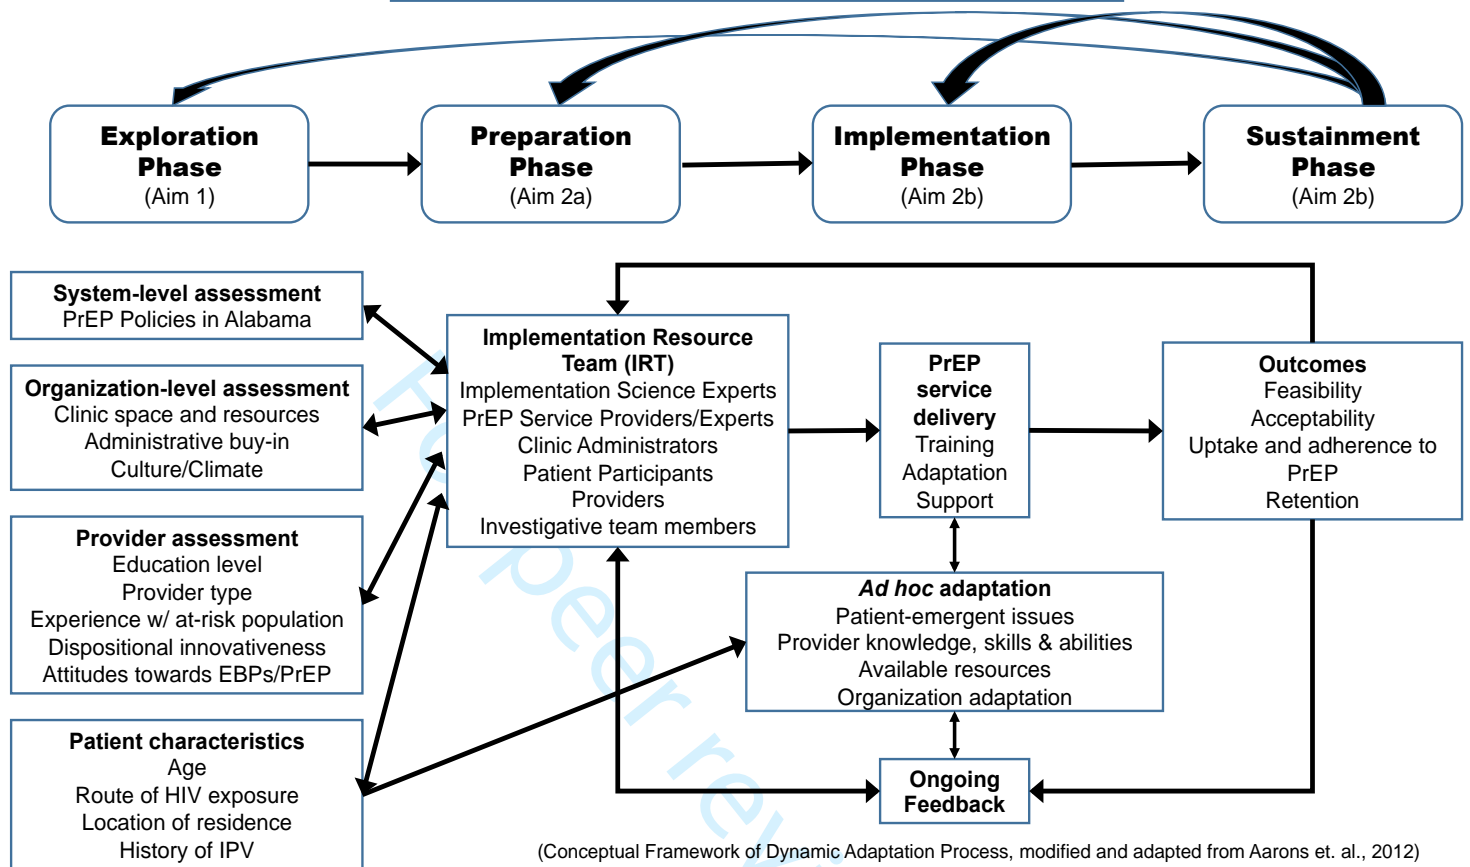 Exploration
Phase
(Aim 1)
Preparation
Phase
(Aim 2a)
Implementation
Phase
(Aim 2b)
Sustainment
Phase
(Aim 2b)
System-level assessment
PrEP Policies in Alabama
Organization-level assessment
Clinic space and resources
Administrative buy-in
Culture/Climate
Provider assessment
Education level
Provider type
Experience w/ at-risk population
Dispositional innovativeness
Attitudes towards EBPs/PrEP
Patient characteristics
Age
Route of HIV exposure
Location of residence
History of IPV
Implementation Resource
Team (IRT)
Implementation Science Experts
PrEP Service Providers/Experts
Clinic Administrators
Patient Participants
Providers
Investigative team members
PrEP
service
delivery
Training
Adaptation
Support
Outcomes
Feasibility
Acceptability
Uptake and adherence to
PrEP
Retention
Ad hoc adaptation
Patient-emergent issues
Provider knowledge, skills & abilities
Available resources
Organization adaptation
Ongoing
Feedback
(Conceptual Framework of Dynamic Adaptation Process, modified and adapted from Aarons et. al., 2012)
peer